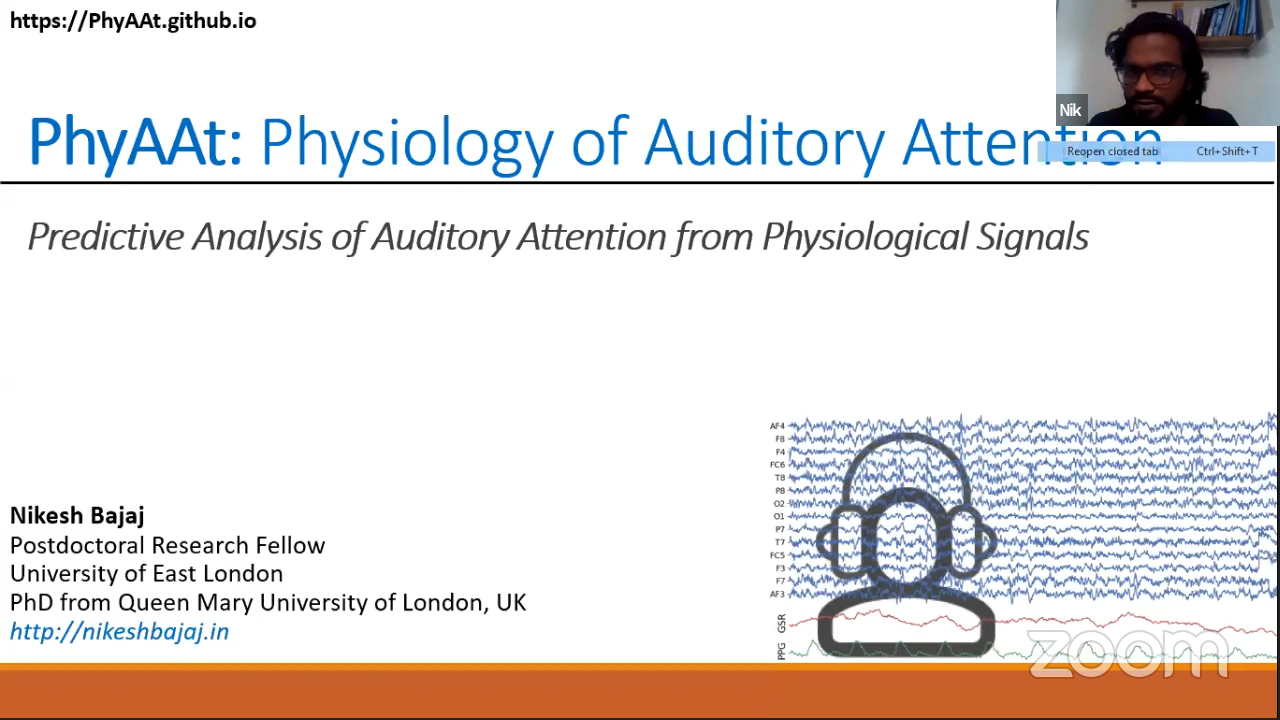 https://PhyAAt.github.io
Nik
PhyAAt: Physiology of Auditory Attention
Reopen closed tab Ctrl+Shift+T
Predictive Analysis of Auditory Attention from Physiological Signals
AF4
F8
F4
FC6
T8
P8
O2
O1
P7
T7
FC5
F3
F7
AF3
GSR
PPG
Nikesh Bajaj
Postdoctoral Research Fellow
University of East London
PhD from Queen Mary University of London, UK
http://nikeshbajaj.in
zoom